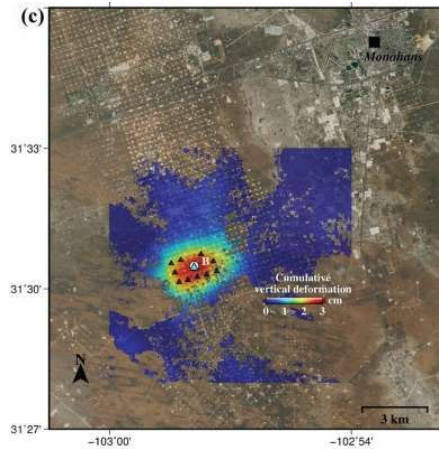 (c)
Monahans
31°33'
B
Cumulative
vertical deformation
cm
0 1 2 3
31°30'
N
3 km
31°27'
−103°00'
−102°54'